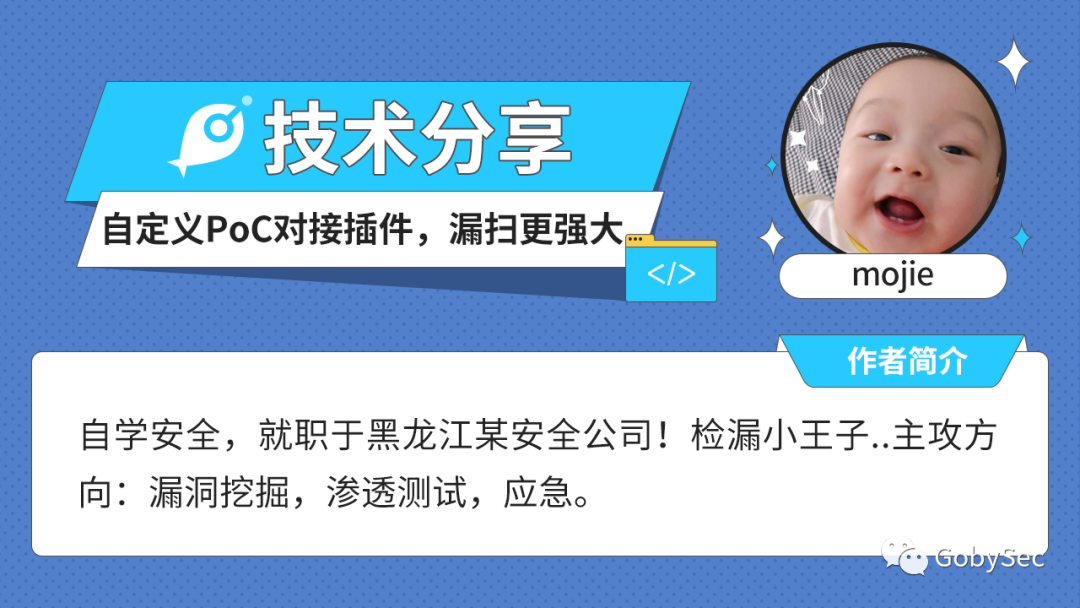 技术分享
自定义PoC对接插件，漏扫更强大
</>
mojie
作者简介
自学安全，就职于黑龙江某安全公司！检漏小王子..主攻方
向：漏洞挖掘，渗透测试，应急。
GobySec